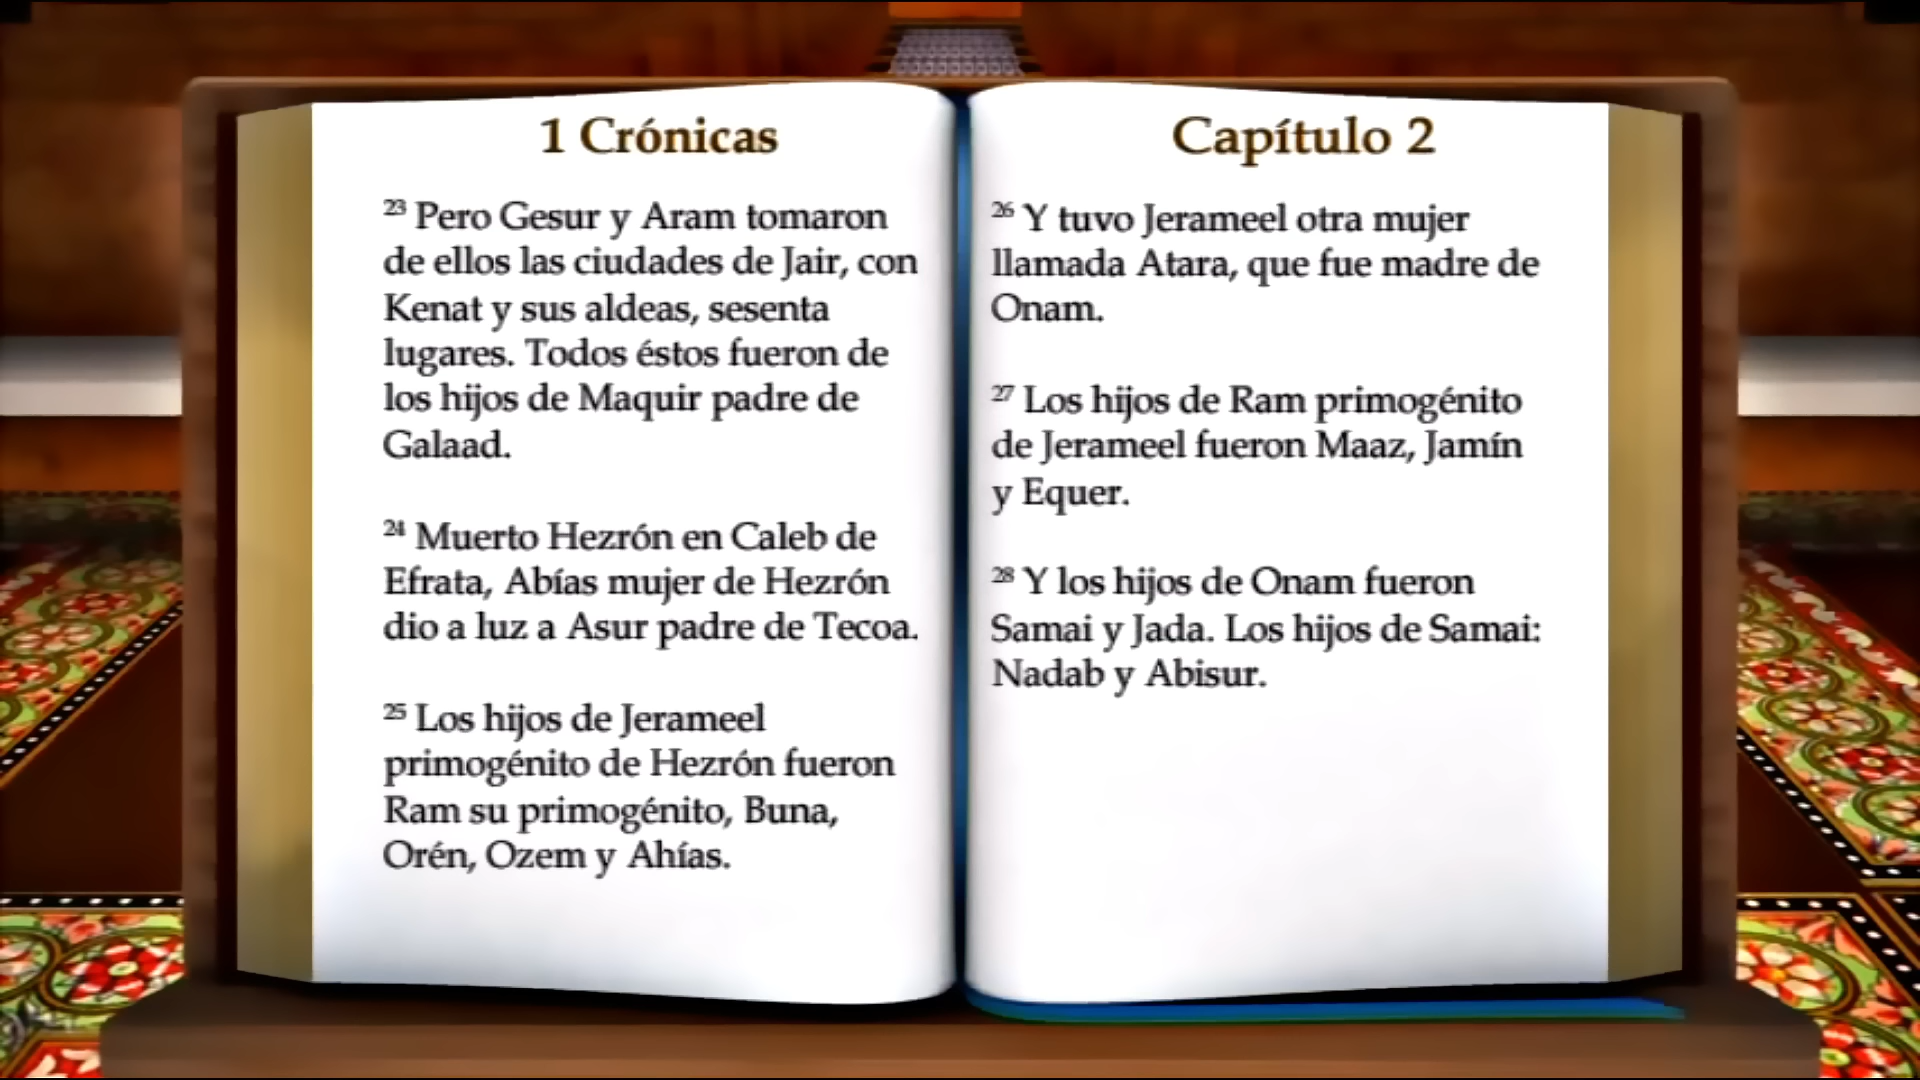 1 Crónicas
23 Pero Gesur y Aram tomaron
de ellos las ciudades de Jair, con
Kenat y sus aldeas, sesenta
lugares. Todos éstos fueron de
los hijos de Maquir padre de
Galaad.
24 Muerto Hezrón en Caleb de
Efrata, Abías mujer de Hezrón
dio a luz a Asur padre de Tecoa.
25 Los hijos de Jerameel
primogénito de Hezrón fueron
Ram su primogénito, Buna,
Orén, Ozem y Ahías.
Capítulo 2
26 Y tuvo Jerameel otra mujer
llamada Atara, que fue madre de
Onam.
27 Los hijos de Ram primogénito
de Jerameel fueron Maaz, Jamín
y Equer.
28 Y los hijos de Onam fueron
Samai y Jada. Los hijos de Samai:
Nadab y Abisur.